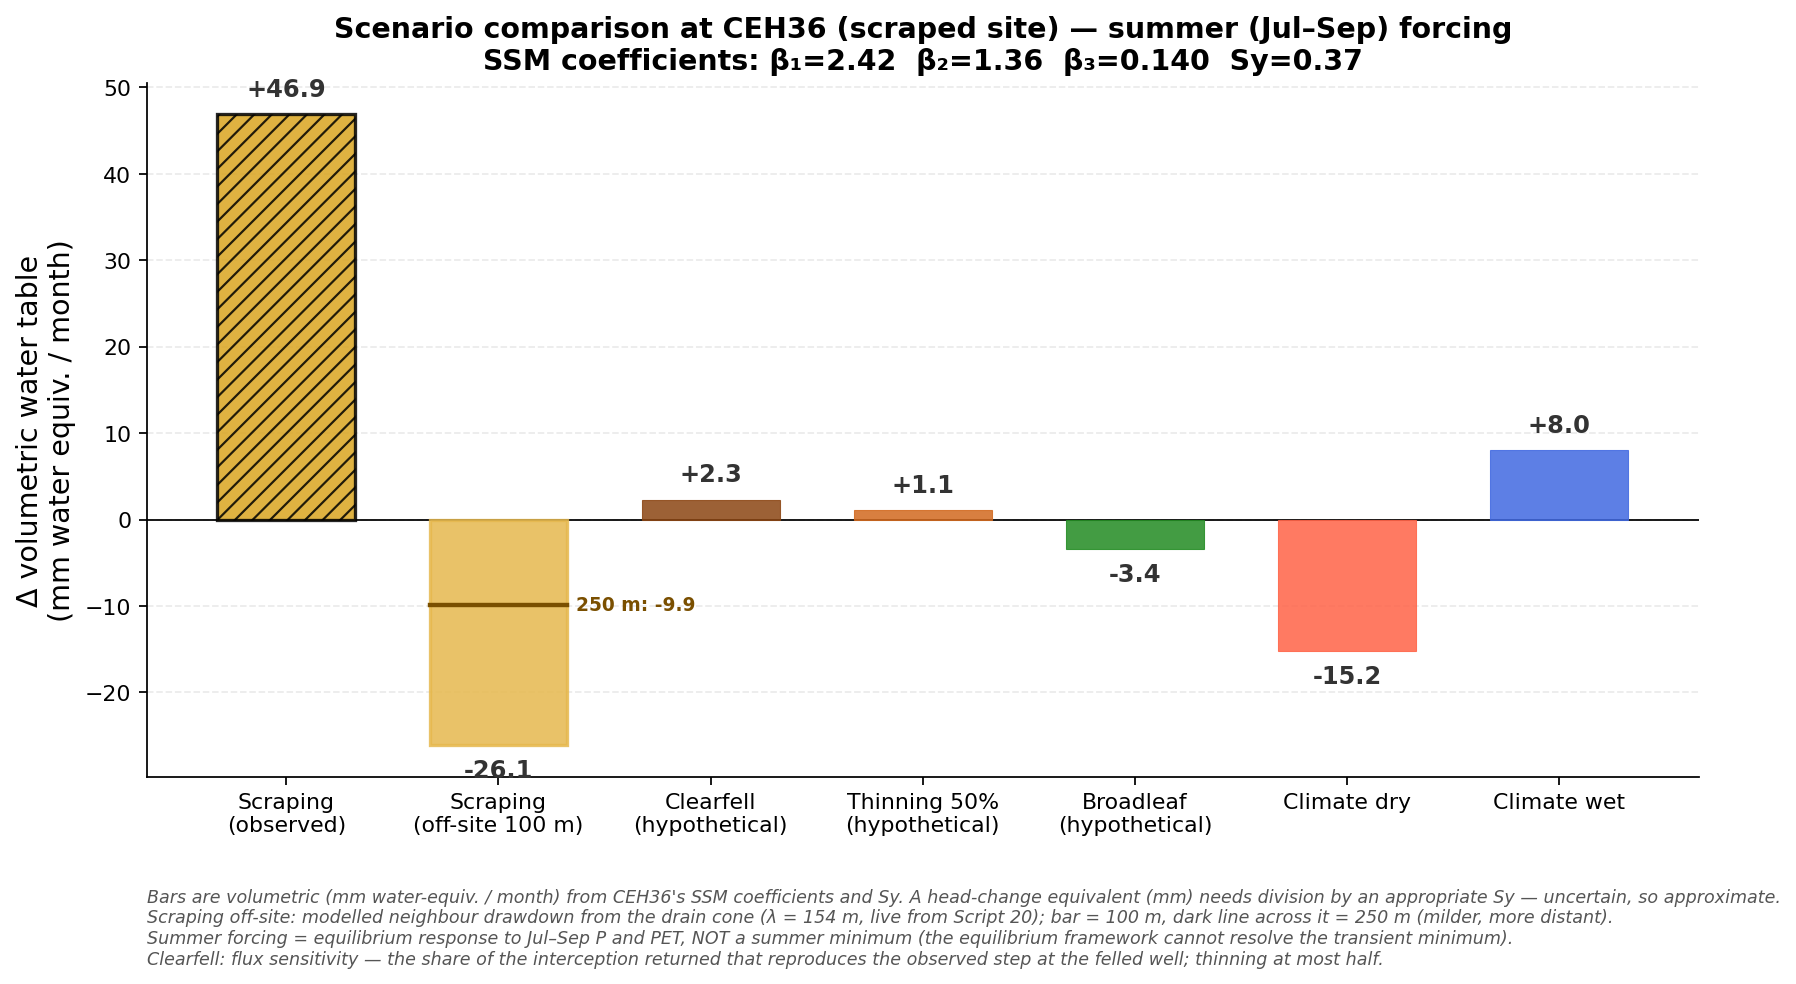 Scenario comparison at CEH36 (scraped site) — summer (Jul–Sep) forcing
SSM coefficients: β₁=2.42  β₂=1.36  β₃=0.140  Sy=0.37
Δ volumetric water table
(mm water equiv. / month)
50
40
30
20
10
0
−10
−20
+46.9
-26.1
250 m: -9.9
+2.3
+1.1
-3.4
-15.2
+8.0
Scraping
(observed)
Scraping
(off-site 100 m)
Clearfell
(hypothetical)
Thinning 50%
(hypothetical)
Broadleaf
(hypothetical)
Climate dry
Climate wet
Bars are volumetric (mm water-equiv. / month) from CEH36's SSM coefficients and Sy. A head-change equivalent (mm) needs division by an appropriate Sy — uncertain, so approximate.
Scraping off-site: modelled neighbour drawdown from the drain cone (λ = 154 m, live from Script 20); bar = 100 m, dark line across it = 250 m (milder, more distant).
Summer forcing = equilibrium response to Jul–Sep P and PET, NOT a summer minimum (the equilibrium framework cannot resolve the transient minimum).
Clearfell: flux sensitivity — the share of the interception returned that reproduces the observed step at the felled well; thinning at most half.